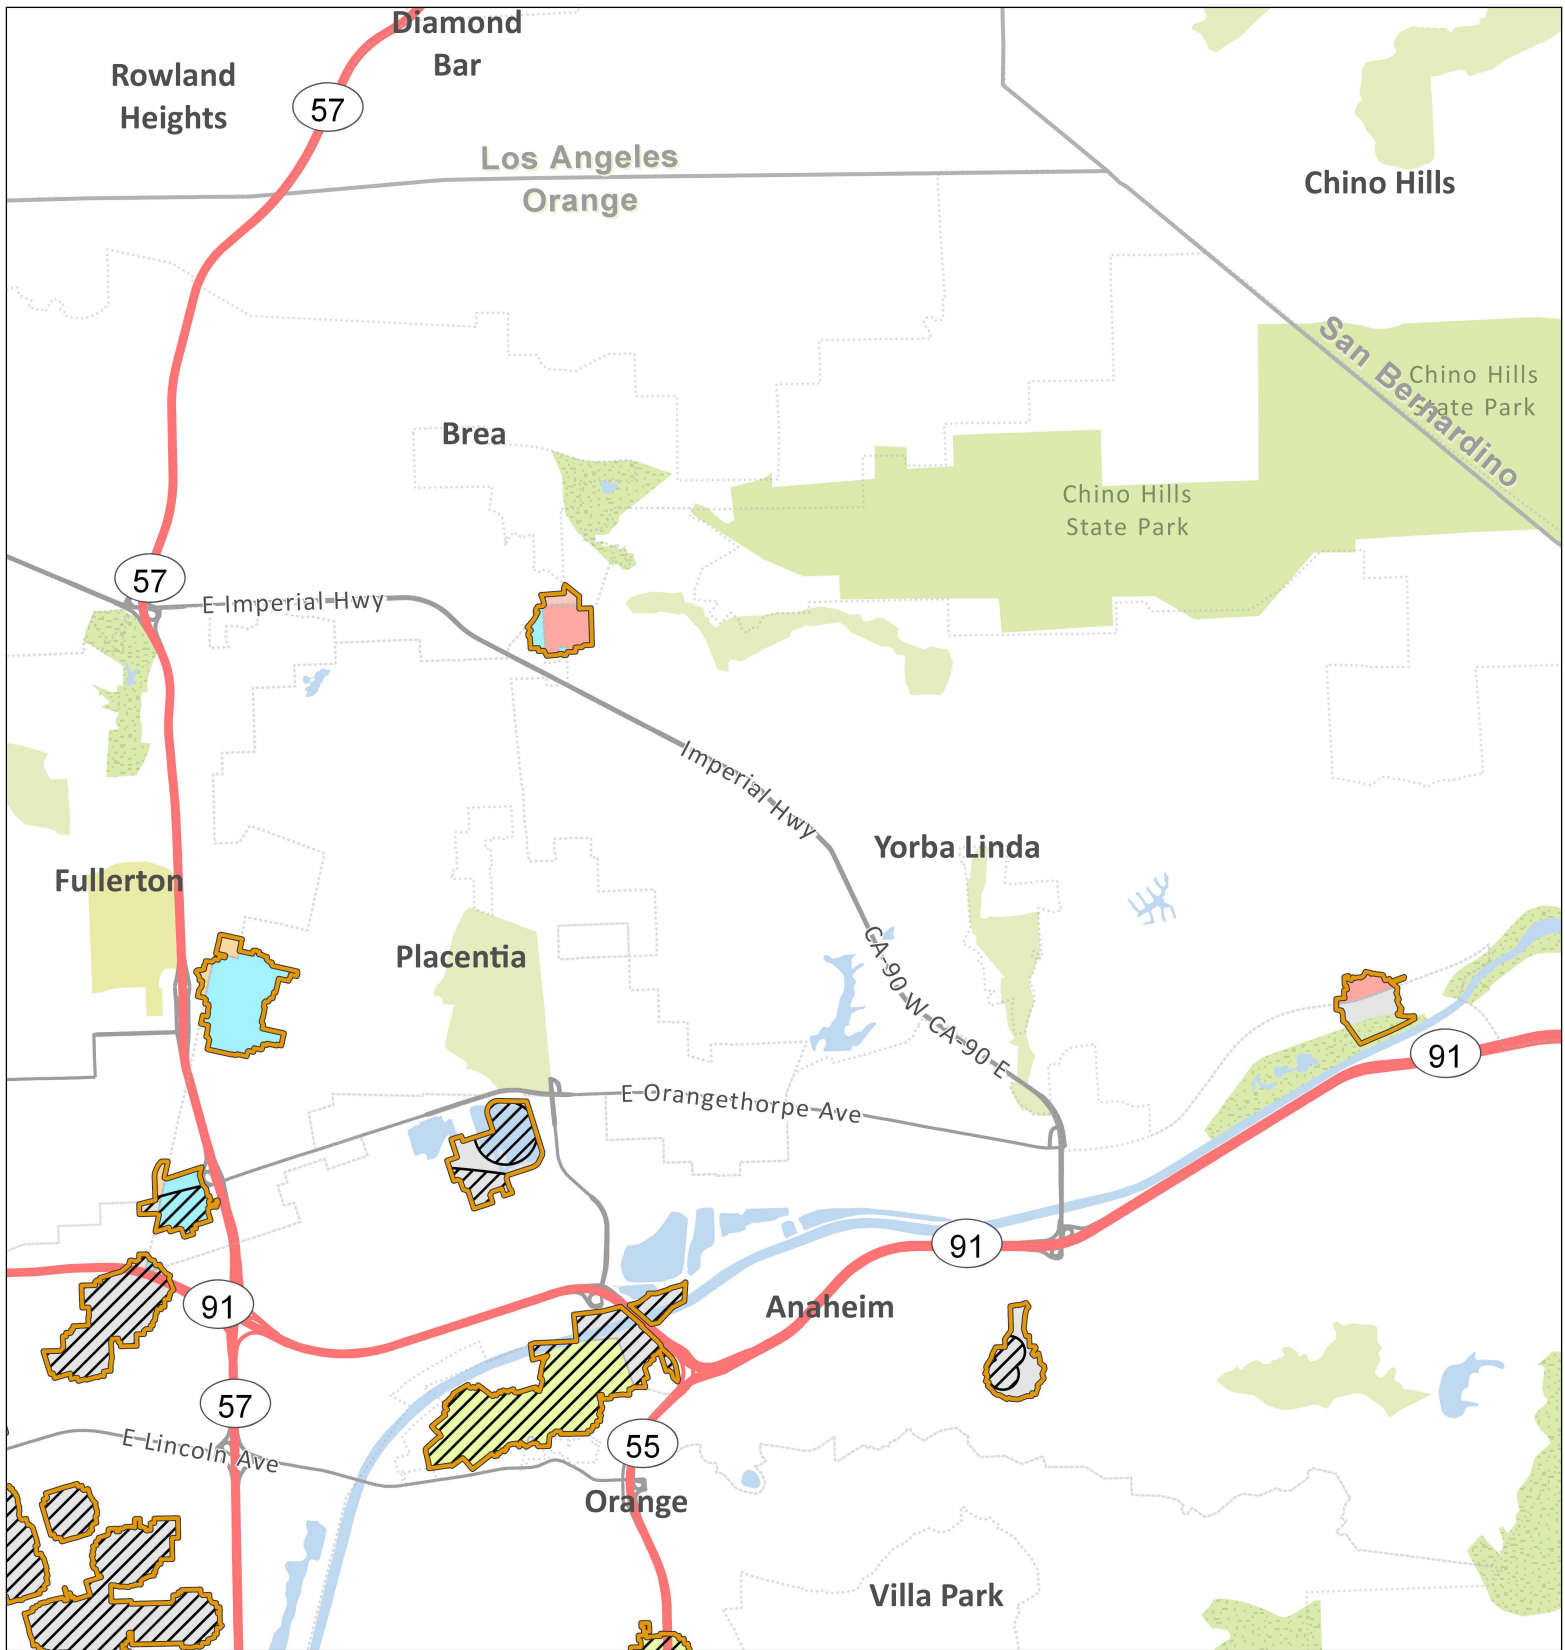 Diamond
Bar
Rowland
Heights
57
Los Angeles
Orange
Chino Hills
San Bernardino
Chino Hills
State Park
Brea
Chino Hills
State Park
57
E Imperial Hwy
Imperial Hwy
Yorba Linda
Fullerton
Placentia
CA-90 W
CA-90 E
91
E Orangethorpe Ave
91
91
Anaheim
57
E Lincoln Ave
55
Orange
Villa Park